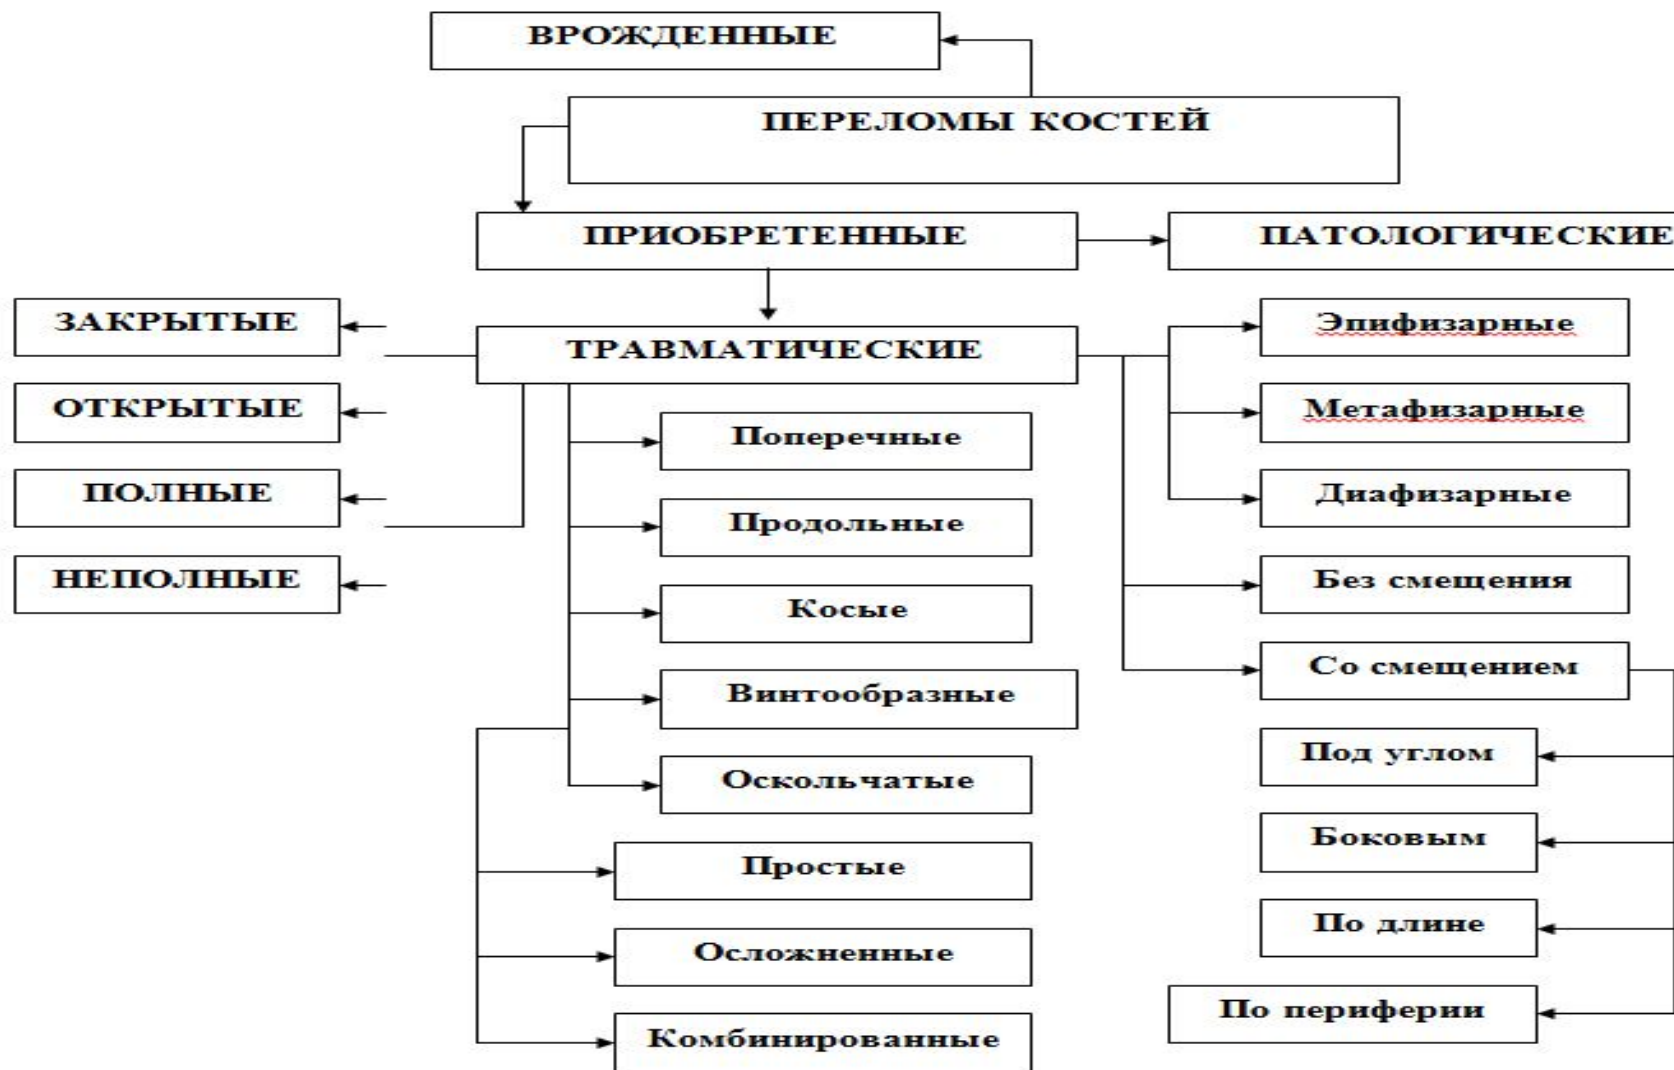 ВРОЖДЕННЫЕ
ПЕРЕЛОМЫ КОСТЕЙ
ПРИОБРЕТЕННЫЕ
ПАТОЛОГИЧЕСКИЕ
ЗАКРЫТЫЕ
ОТКРЫТЫЕ
ПОЛНЫЕ
НЕПОЛНЫЕ
ТРАВМАТИЧЕСКИЕ
Поперечные
Продольные
Косые
Винтообразные
Оскольчатые
Простые
Осложненные
Комбинированные
Эпифизарные
Метафизарные
Диафизарные
Без смещения
Со смещением
Под углом
Боковым
По длине
По периферии